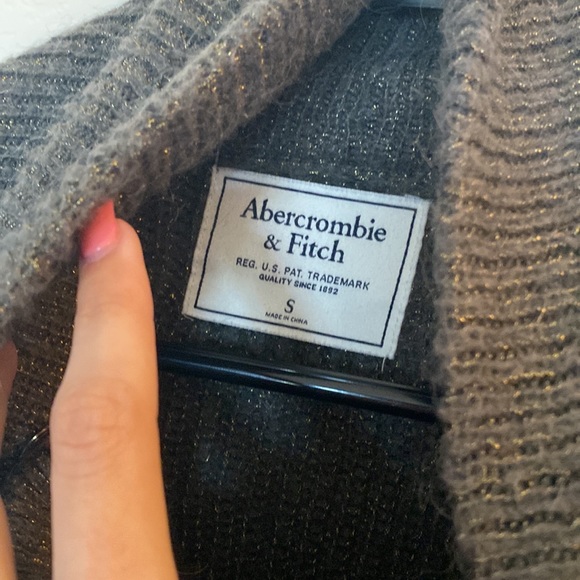 Abercrombie
& Fitch
REG. U.S. PAT. TRADEMARK
QUALITY SINCE 1892
S
MADE IN CHINA